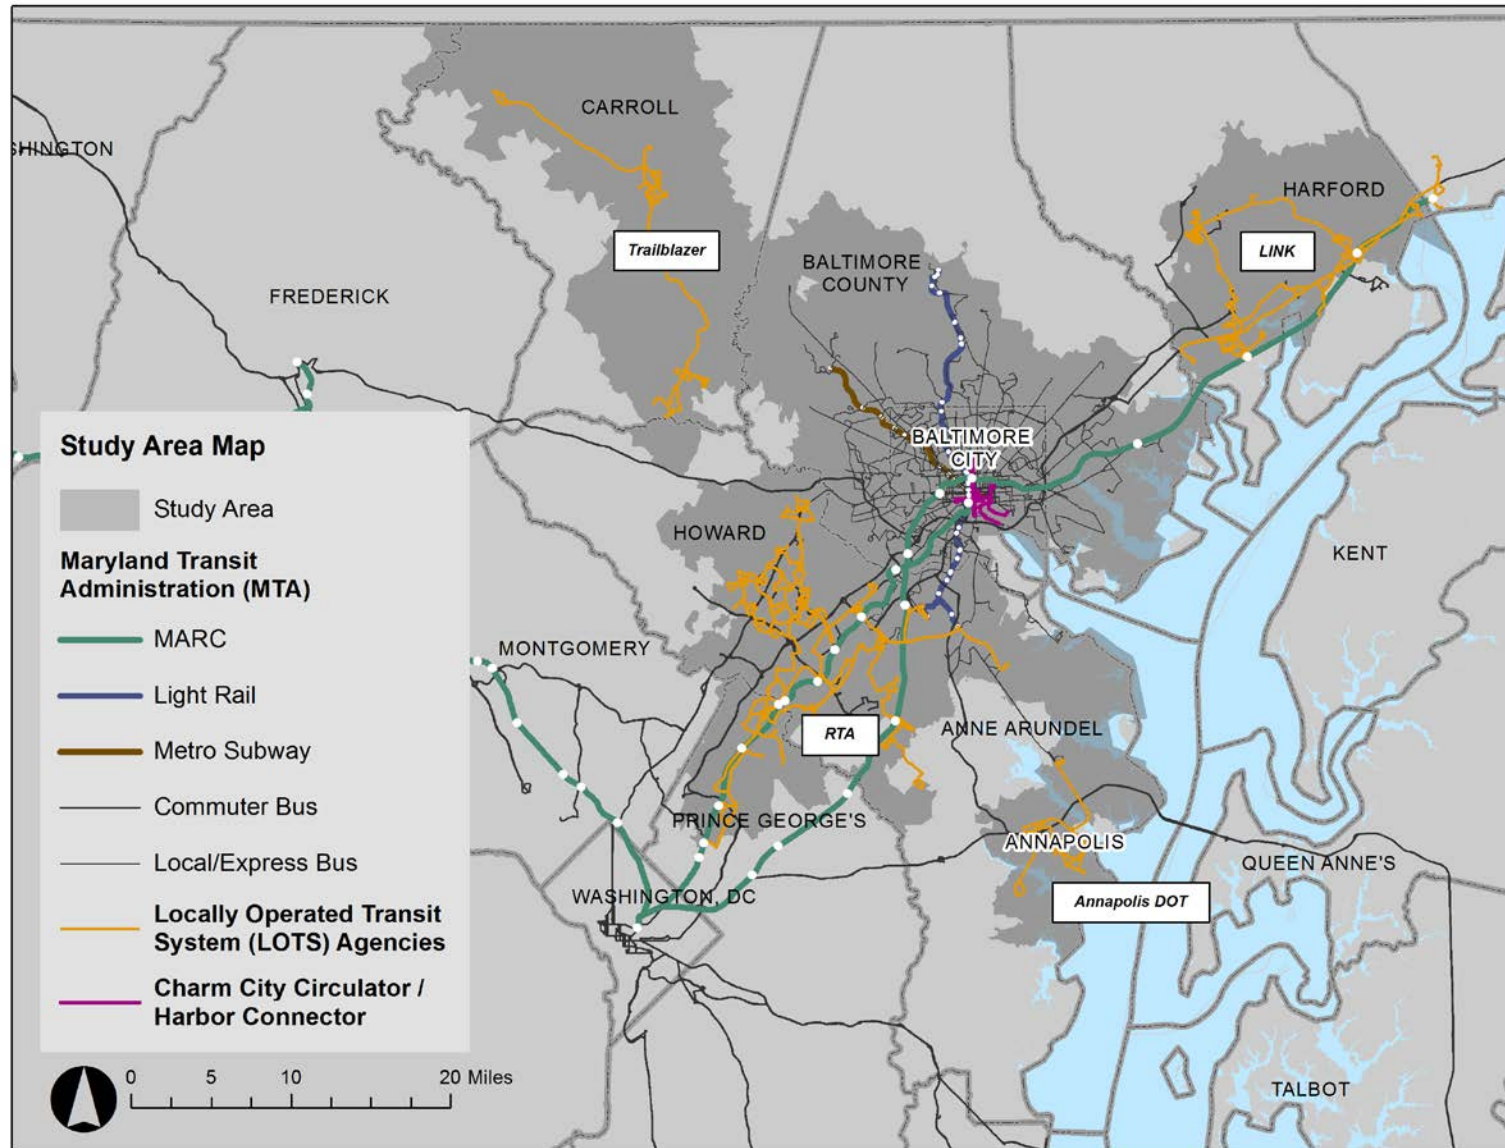 CARROLL
SHINGTON
HARFORD
Trailblazer
LINK
BALTIMORE
COUNTY
FREDERICK
BALTIMORE
CITY
HOWARD
KENT
MONTGOMERY
RTA
ANNE ARUNDEL
PRINCE GEORGE'S
ANNAPOLIS
QUEEN ANNE'S
WASHINGTON, DC
Annapolis DOT
TALBOT
Study Area Map
Study Area
Maryland Transit
Administration (MTA)
MARC
Light Rail
Metro Subway
Commuter Bus
Local/Express Bus
Locally Operated Transit
System (LOTS) Agencies
Charm City Circulator /
Harbor Connector
0 5 10 20 Miles